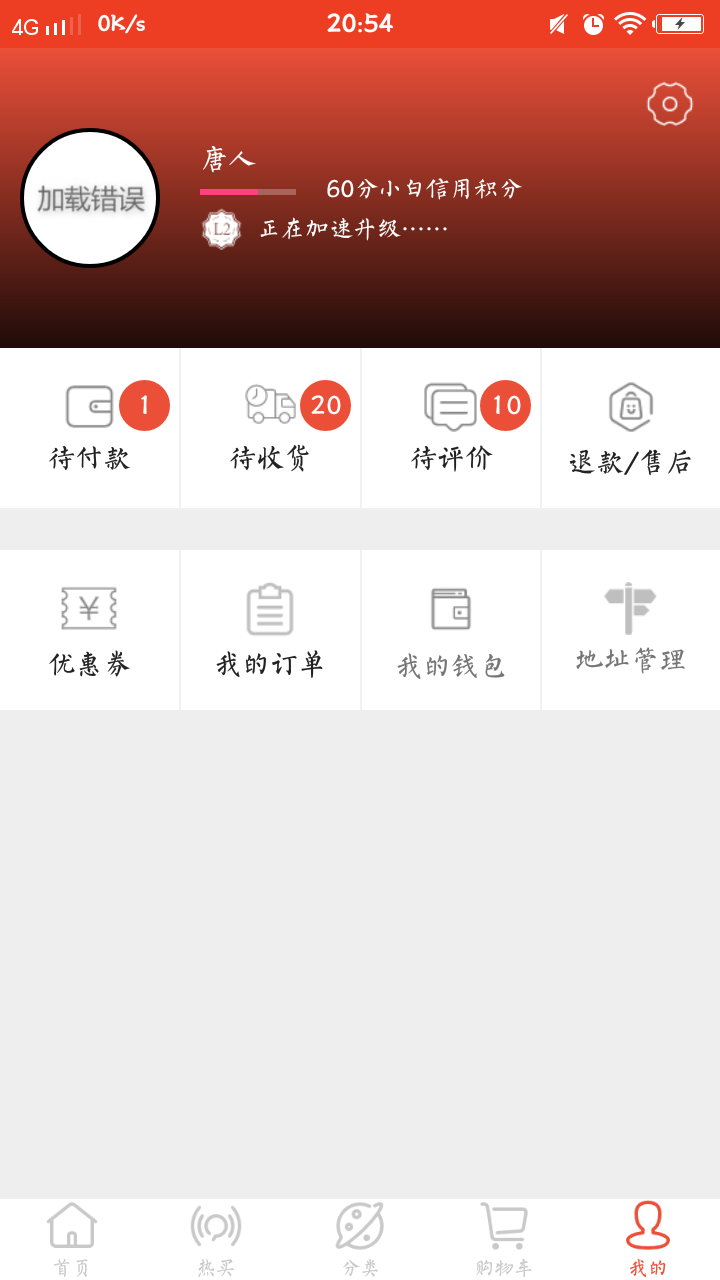 4G 0K/s 20:54
加载错误
唐人
60分小白信用积分
L2 正在加速升级······
1 20 10
待付款 待收货 待评价 退款/售后
¥
优惠券 我的订单 我的钱包 地址管理
首页 热买 分类 购物车 我的